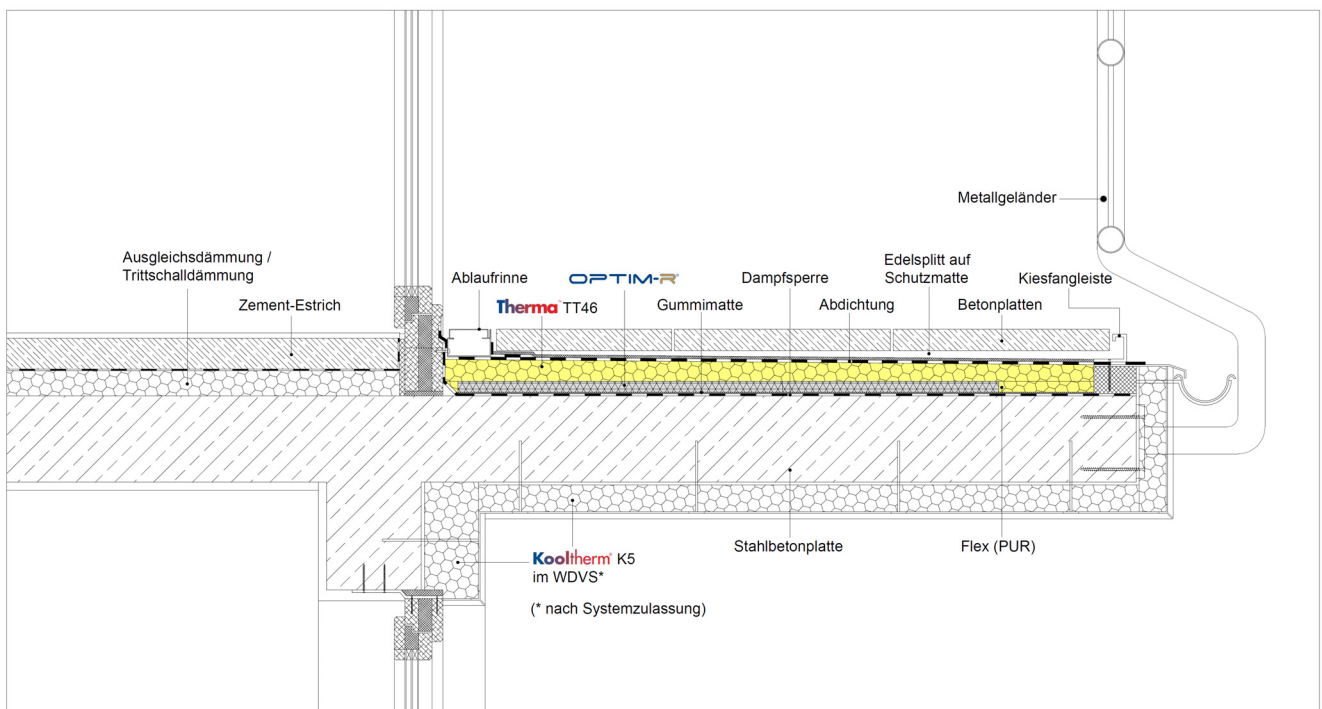 Metallgeländer
Ausgleichsdämmung /
Trittschalldämmung
Zement-Estrich
Ablaufrinne
OPTIM-R®
Therma™ TT46
Gummimatte
Dampfsperre
Abdichtung
Edelsplitt auf
Schutzmatte
Betonplatten
Kiesfangleiste
Kooltherm® K5
im WDVS*
(* nach Systemzulassung)
Stahlbetonplatte
Flex (PUR)